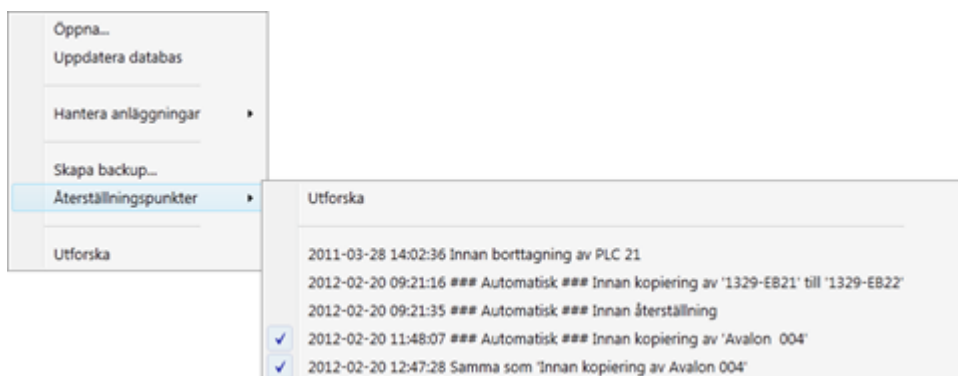 Öppna...
Uppdatera databas
Hantera anläggningar
Skapa backup...
Återställningspunkter
Utforska
Utforska
2011-03-28 14:02:36 Innan borttagning av PLC 21
2012-02-20 09:21:16 ### Automatisk ### Innan kopiering av '1329-EB21' till '1329-EB22'
2012-02-20 09:21:35 ### Automatisk ### Innan återställning
2012-02-20 11:48:07 ### Automatisk ### Innan kopiering av 'Avalon  004'
2012-02-20 12:47:28 Samma som 'Innan kopiering av Avalon 004'